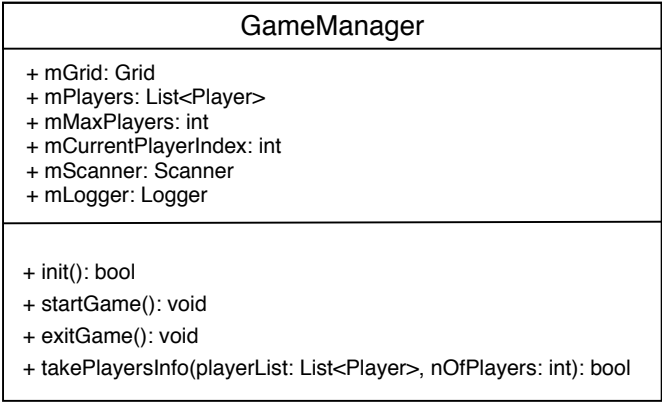 GameManager
+ mGrid: Grid
+ mPlayers: List<Player>
+ mMaxPlayers: int
+ mCurrentPlayerIndex: int
+ mScanner: Scanner
+ mLogger: Logger
+ init(): bool
+ startGame(): void
+ exitGame(): void
+ takePlayersInfo(playerList: List<Player>, nOfPlayers: int): bool